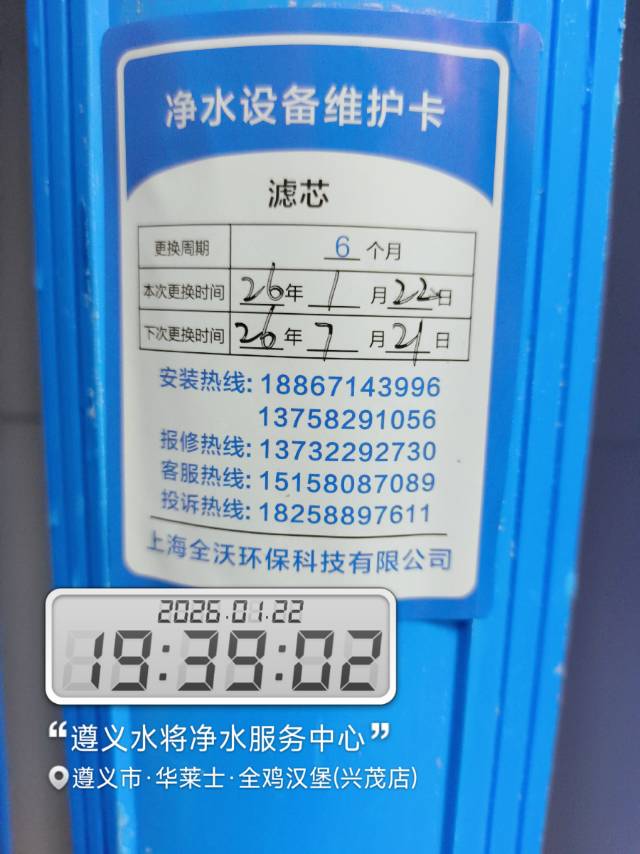 净水设备维护卡
滤芯
更换周期 6 个月
本次更换时间 26年 1 月 22日
下次更换时间 26年 7 月 21日
安装热线: 18867143996
13758291056
报修热线: 13732292730
客服热线: 15158087089
投诉热线: 18258897611
上海全沃环保科技有限公司
2026.01.22
19:39:02
“遵义水将净水服务中心”
遵义市·华莱士·全鸡汉堡(兴茂店)